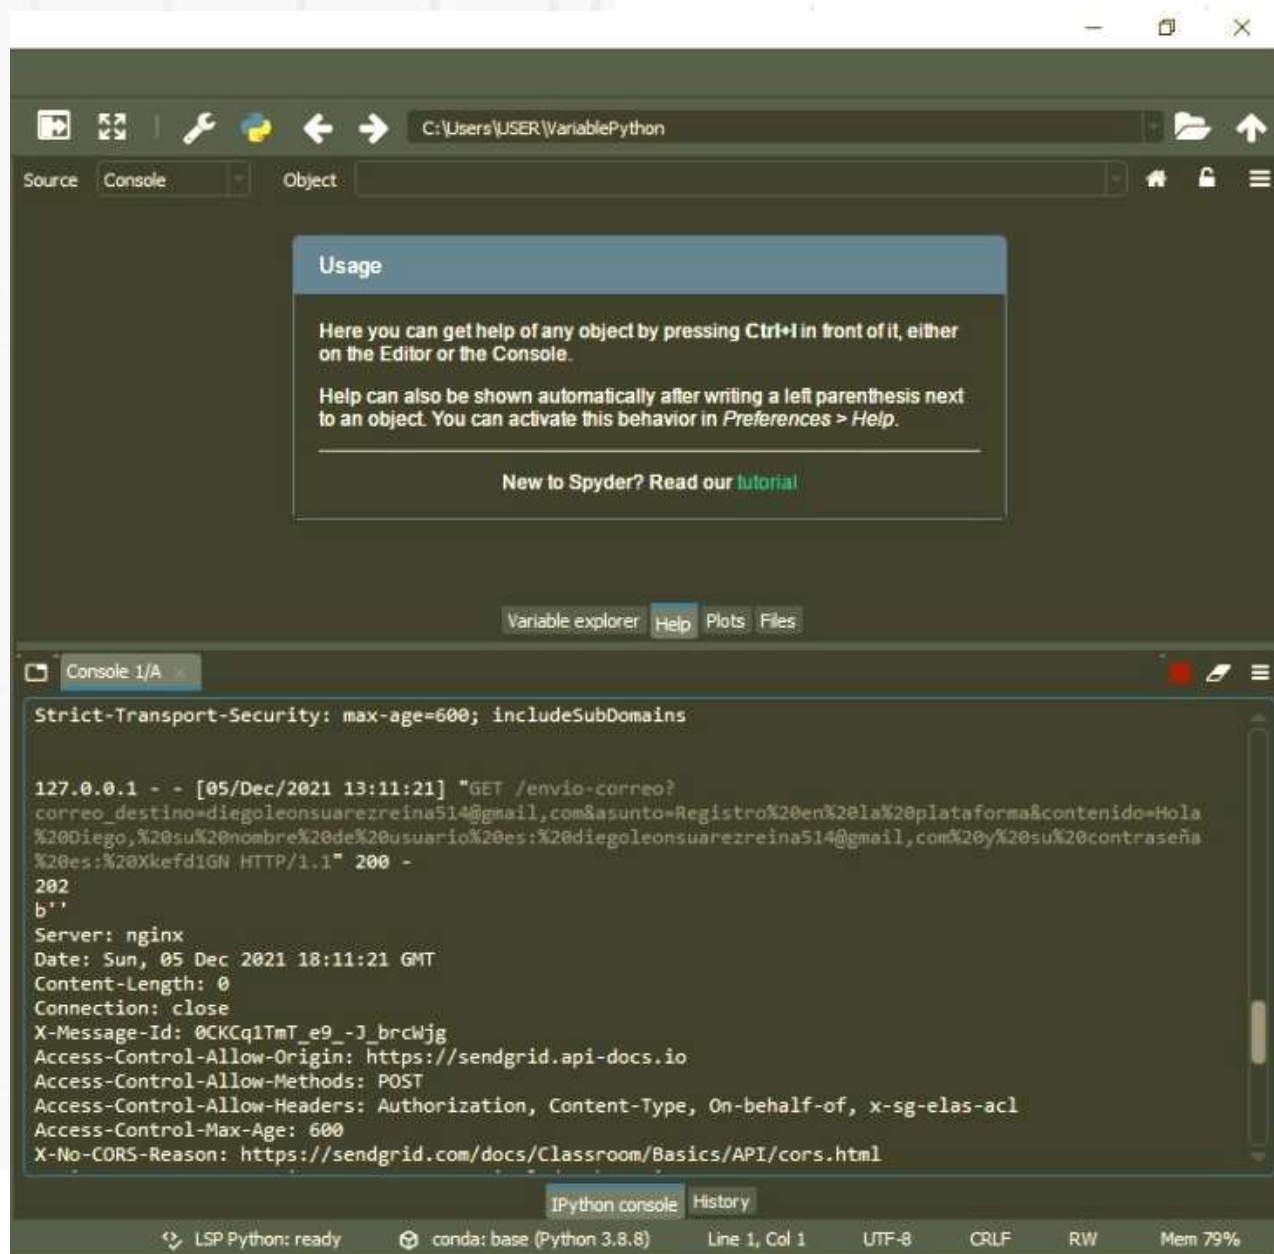 C:\Users\USER\VariablePython
Source Console Object
Usage
Here you can get help of any object by pressing Ctrl+I in front of it, either
on the Editor or the Console.
Help can also be shown automatically after writing a left parenthesis next
to an object. You can activate this behavior in Preferences > Help.
New to Spyder? Read our tutorial
Variable explorer Help Plots Files
Console 1/A
Strict-Transport-Security: max-age=600; includeSubDomains
127.0.0.1 - - [05/Dec/2021 13:11:21] "GET /envio-correo?
correo_destino=diegoleonsuarezreina514@gmail,com&asunto=Registro%20en%20la%20plataforma&contenido=Hola
%20Diego,%20su%20nombre%20de%20usuario%20es:%20diegoleonsuarezreina514@gmail,com%20y%20su%20contraseña
%20es:%20Xkefd1GN HTTP/1.1" 200 -
202
b''
Server: nginx
Date: Sun, 05 Dec 2021 18:11:21 GMT
Content-Length: 0
Connection: close
X-Message-Id: 0CKCq1TmT_e9_-J_brcWjg
Access-Control-Allow-Origin: https://sendgrid.api-docs.io
Access-Control-Allow-Methods: POST
Access-Control-Allow-Headers: Authorization, Content-Type, On-behalf-of, x-sg-elas-acl
Access-Control-Max-Age: 600
X-No-CORS-Reason: https://sendgrid.com/docs/Classroom/Basics/API/cors.html
IPython console History
LSP Python: ready conda: base (Python 3.8.8) Line 1, Col 1 UTF-8 CRLF RW Mem 79%